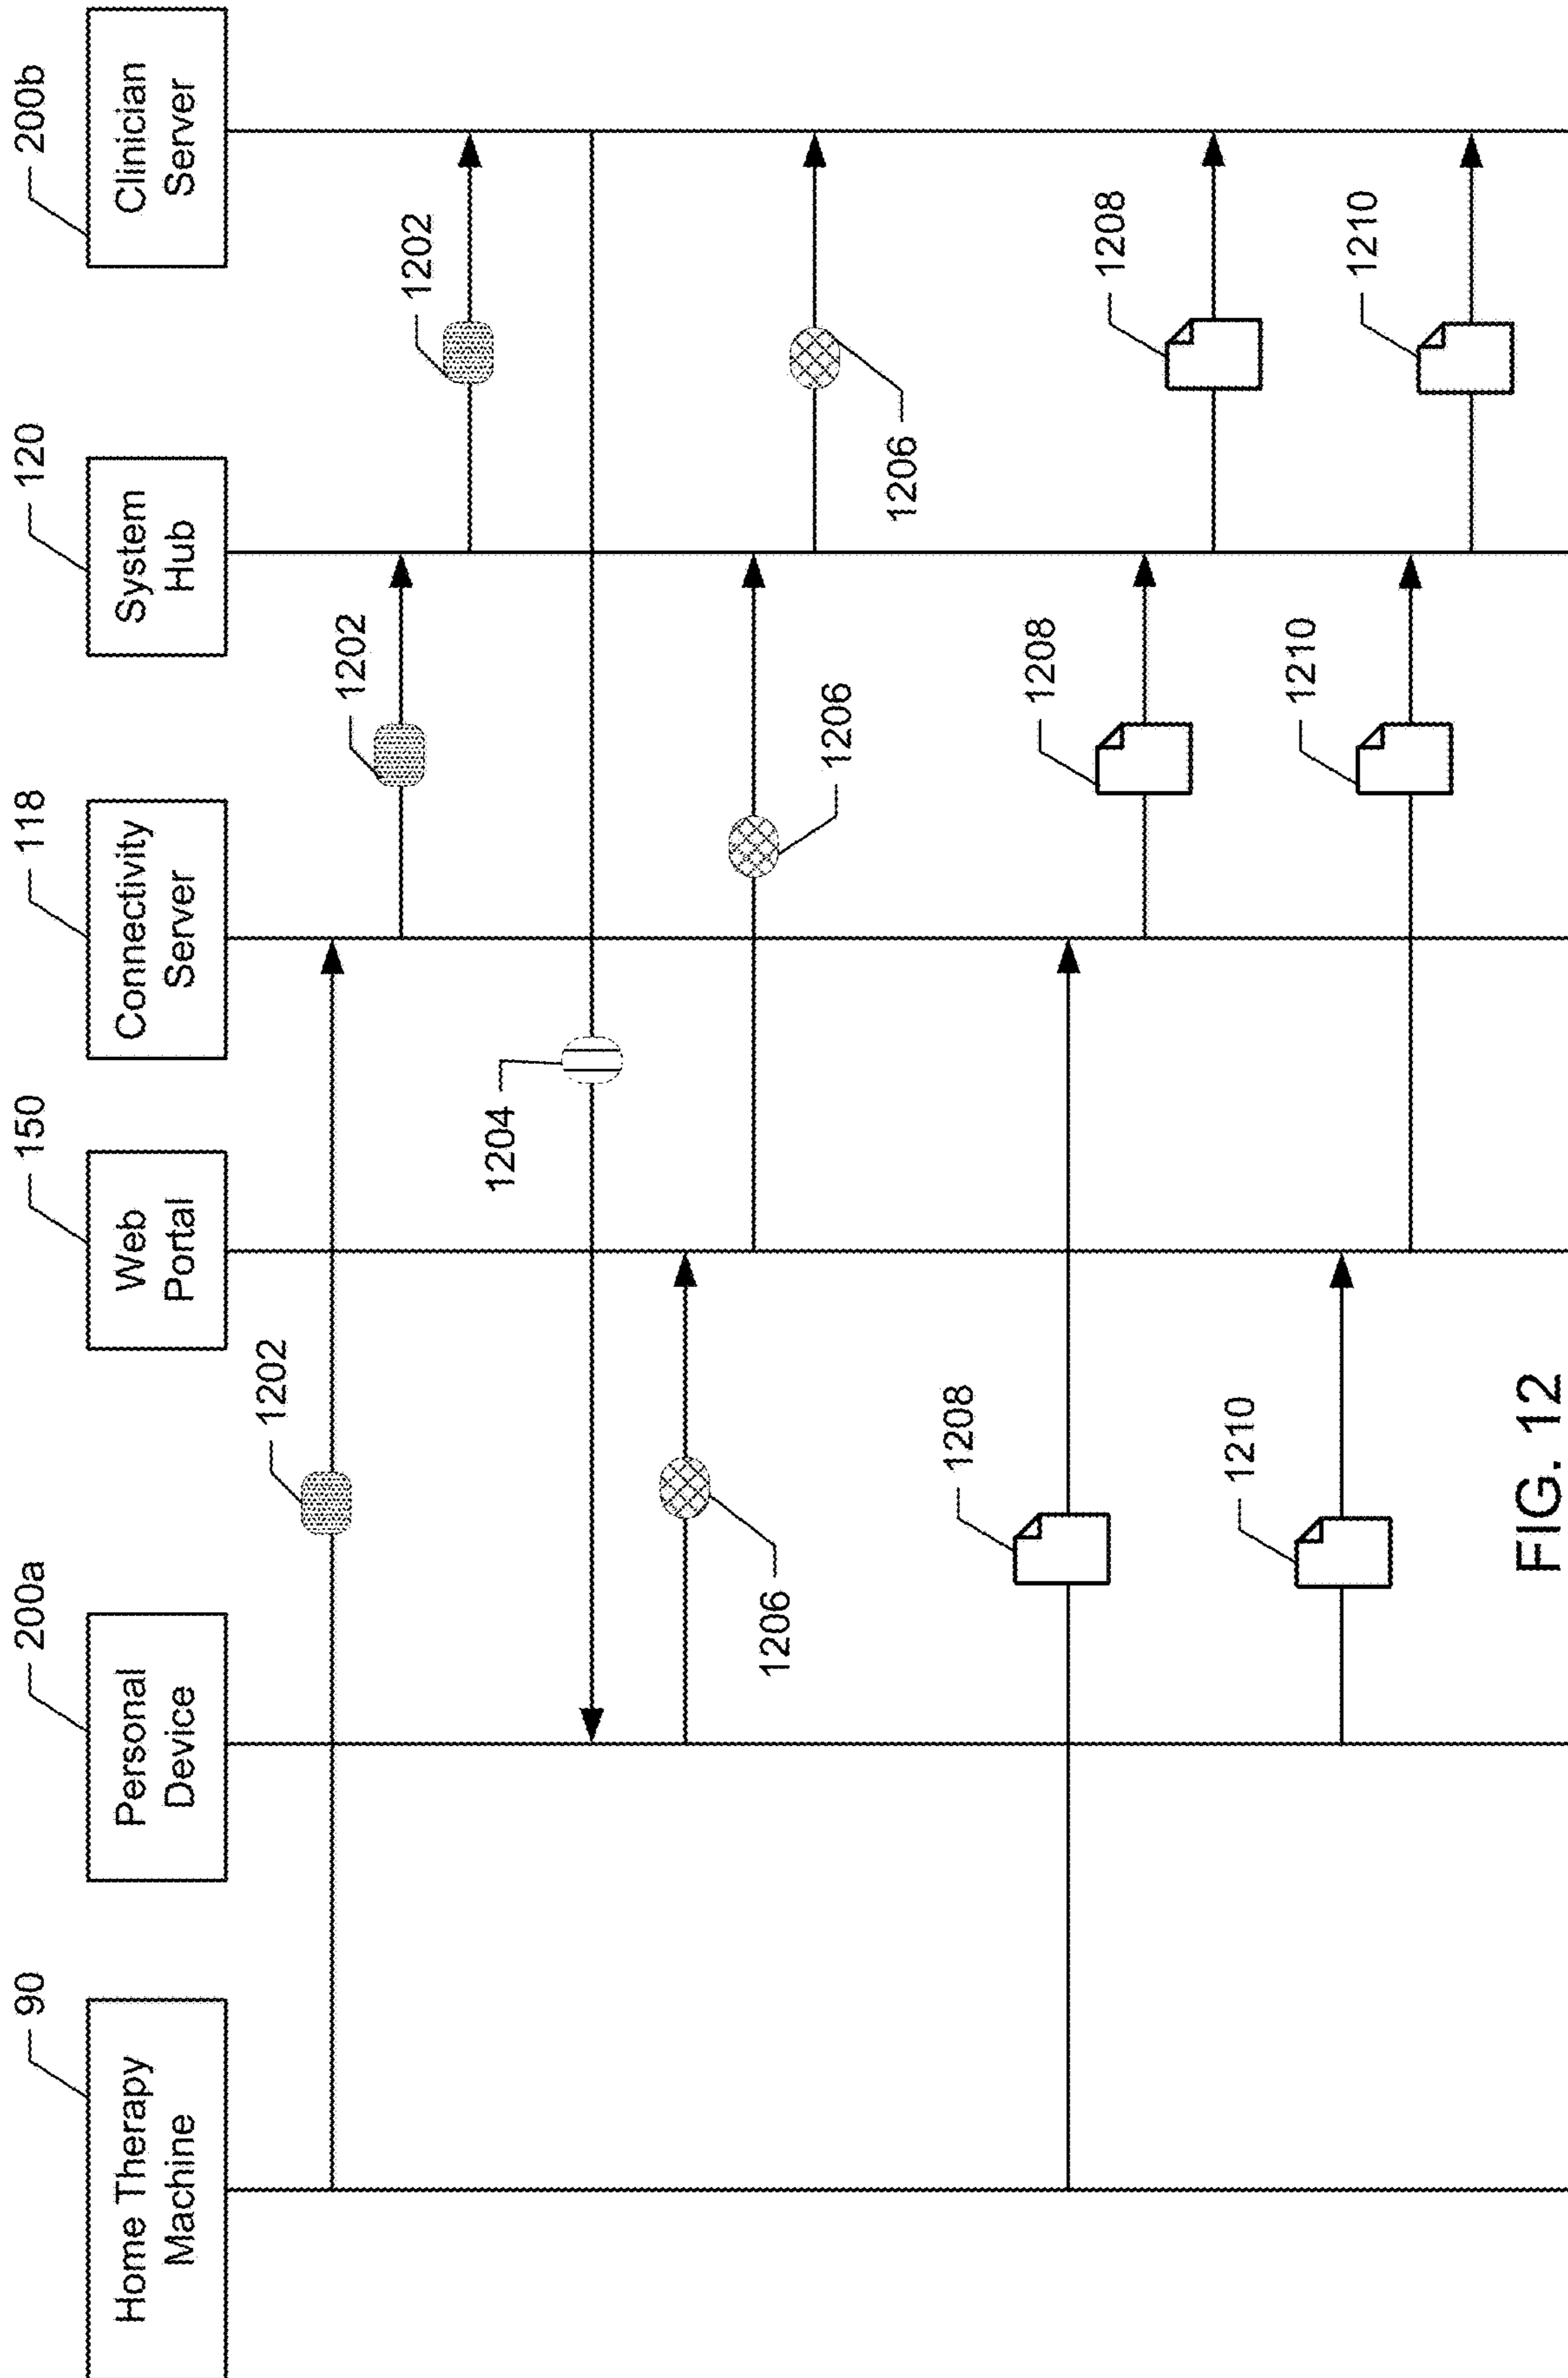 90
Home Therapy
Machine
200a
Personal
Device
150
Web
Portal
118
Connectivity
Server
120
System
Hub
200b
Clinician
Server
1202
1202
1202
1204
1206
1206
1206
1208
1208
1208
1210
1210
1210
FIG. 12